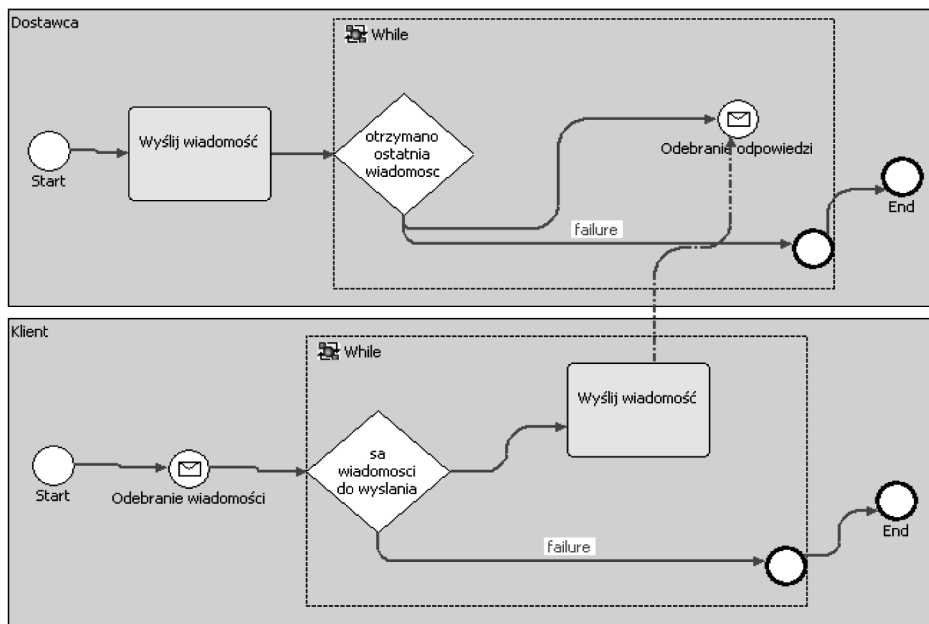 Dostawca
While
Wyślij wiadomość
otrzymano
ostatnia
wiadomosc
Odebranie odpowiedzi
Start
End
failure
Klient
While
Wyślij wiadomość
sa
wiadomosci
do wyslania
Start
Odebranie wiadomości
End
failure